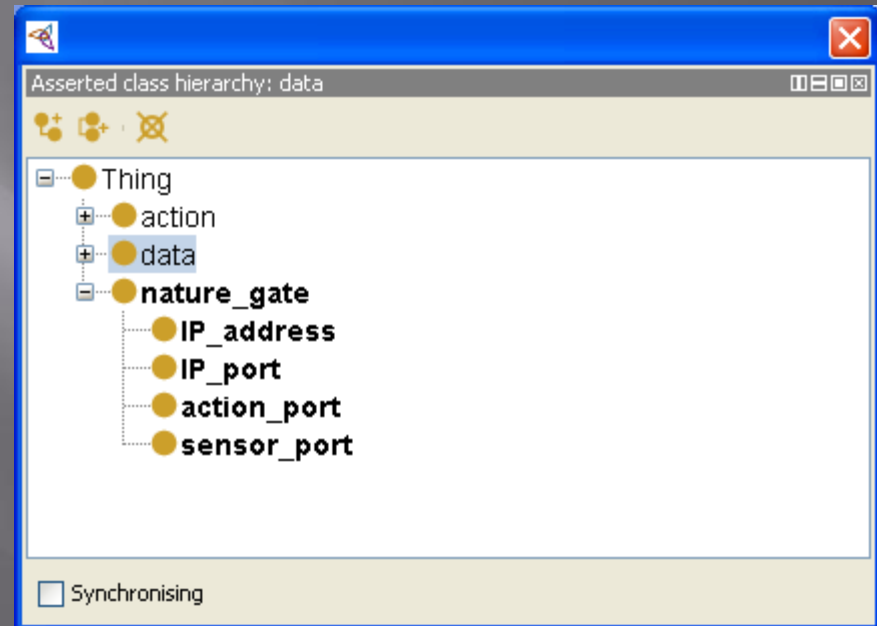 Asserted class hierarchy: data
Thing
action
data
nature_gate
IP_address
IP_port
action_port
sensor_port
Synchronising